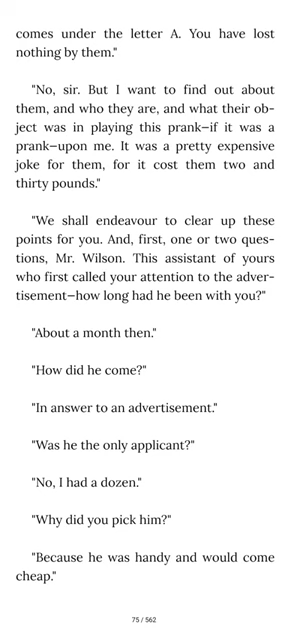 comes under the letter A. You have lost
nothing by them."
"No, sir. But I want to find out about
them, and who they are, and what their ob-
ject was in playing this prank—if it was a
prank—upon me. It was a pretty expensive
joke for them, for it cost them two and
thirty pounds."
"We shall endeavour to clear up these
points for you. And, first, one or two ques-
tions, Mr. Wilson. This assistant of yours
who first called your attention to the adver-
tisement—how long had he been with you?"
"About a month then."
"How did he come?"
"In answer to an advertisement."
"Was he the only applicant?"
"No, I had a dozen."
"Why did you pick him?"
"Because he was handy and would come
cheap."
75 / 562